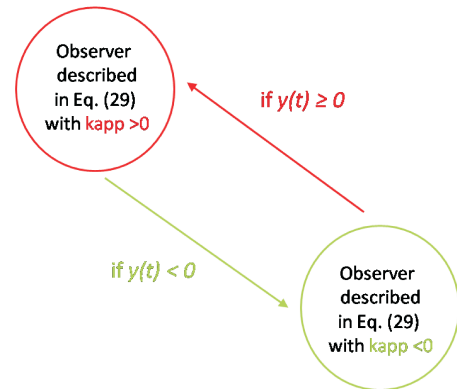 Observer
described
in Eq. (29)
with kapp >0
if y(t) ≥ 0
if y(t) < 0
Observer
described
in Eq. (29)
with kapp <0